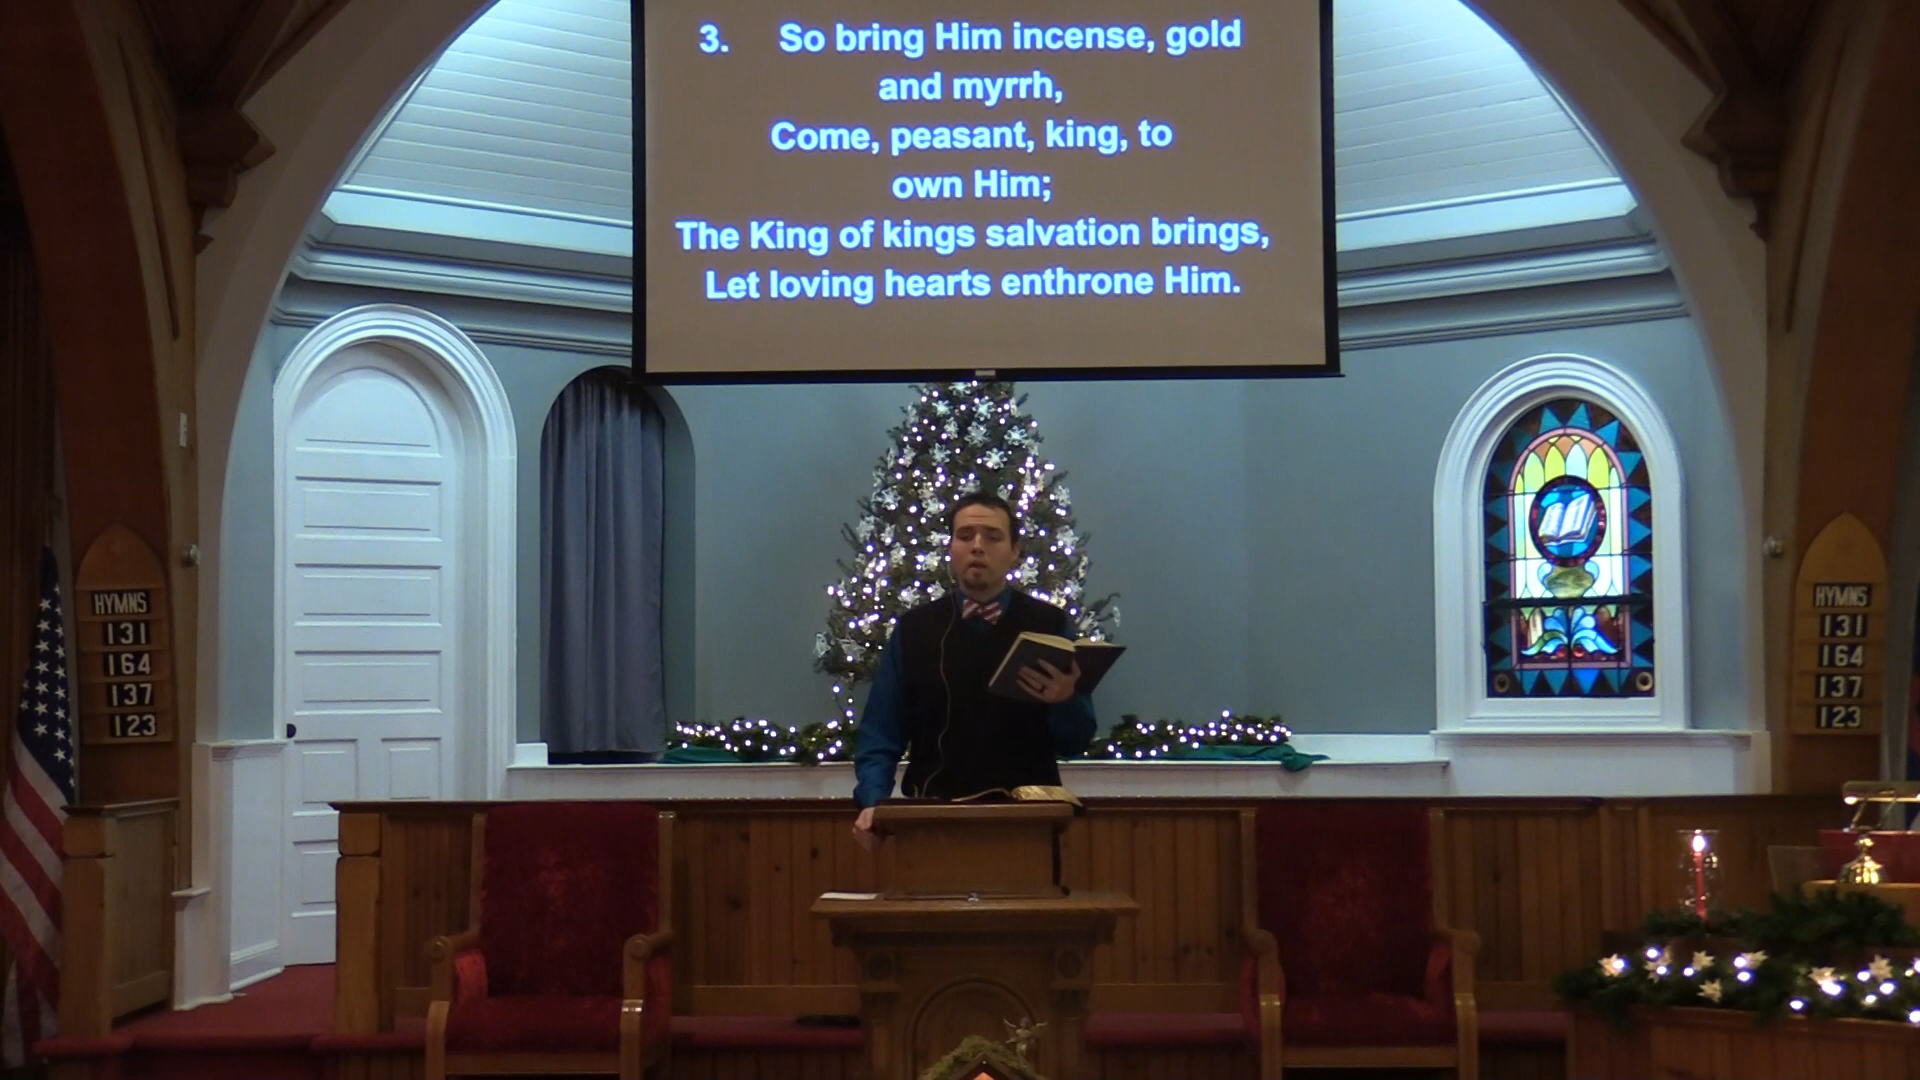 3. So bring Him incense, gold
and myrrh,
Come, peasant, king, to
own Him;
The King of kings salvation brings,
Let loving hearts enthrone Him.
HYMNS
131
164
137
123
HYMNS
131
164
137
123